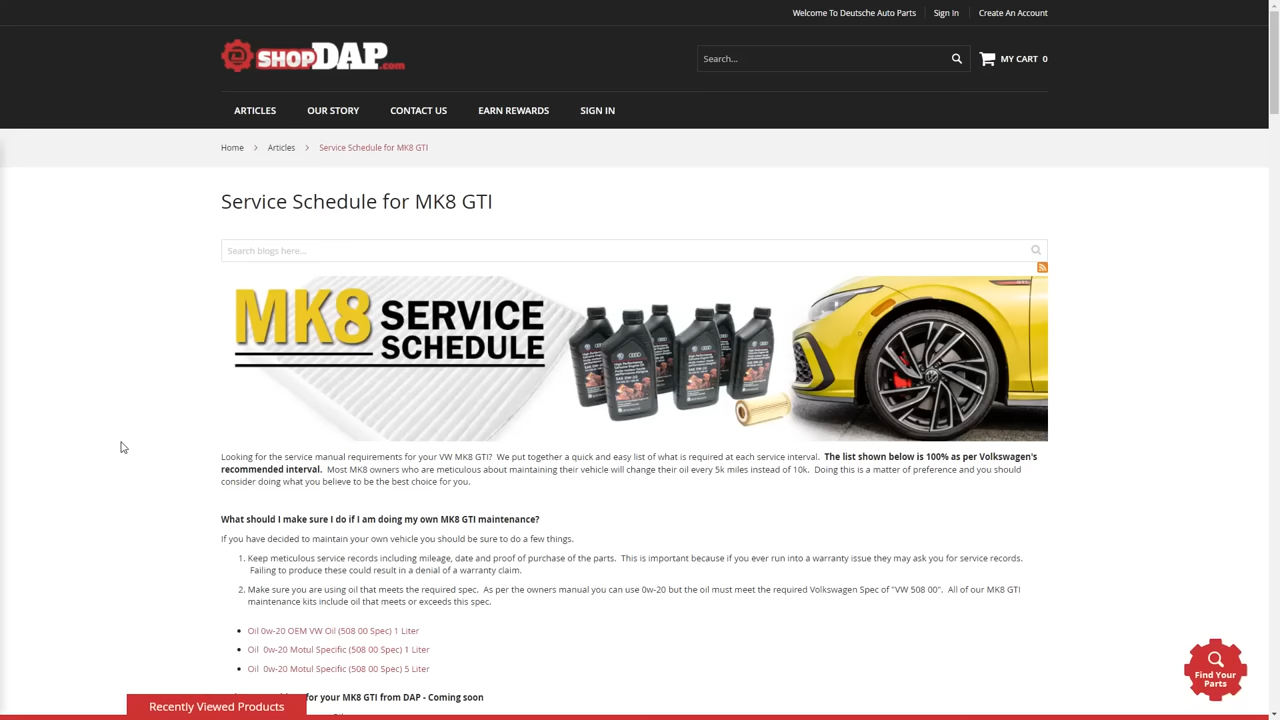 Welcome To Deutsche Auto Parts Sign In Create An Account
SHOPDAP.com
Search...
MY CART 0
ARTICLES OUR STORY CONTACT US EARN REWARDS SIGN IN
Home > Articles > Service Schedule for MK8 GTI
Service Schedule for MK8 GTI
Search blogs here...
MK8 SERVICE
SCHEDULE
Looking for the service manual requirements for your VW MK8 GTI? We put together a quick and easy list of what is required at each service interval. The list shown below is 100% as per Volkswagen's
recommended interval. Most MK8 owners who are meticulous about maintaining their vehicle will change their oil every 5k miles instead of 10k. Doing this is a matter of preference and you should
consider doing what you believe to be the best choice for you.
What should I make sure I do if I am doing my own MK8 GTI maintenance?
If you have decided to maintain your own vehicle you should be sure to do a few things.
1. Keep meticulous service records including mileage, date and proof of purchase of the parts. This is important because if you ever run into a warranty issue they may ask you for service records.
Failing to produce these could result in a denial of a warranty claim.
2. Make sure you are using oil that meets the required spec. As per the owners manual you can use 0w-20 but the oil must meet the required Volkswagen Spec of "VW 508 00". All of our MK8 GTI
maintenance kits include oil that meets or exceeds this spec.
• Oil 0w-20 OEM VW Oil (508 00 Spec) 1 Liter
• Oil 0w-20 Motul Specific (508 00 Spec) 1 Liter
• Oil 0w-20 Motul Specific (508 00 Spec) 5 Liter
for your MK8 GTI from DAP - Coming soon
Find Your
Parts
Recently Viewed Products